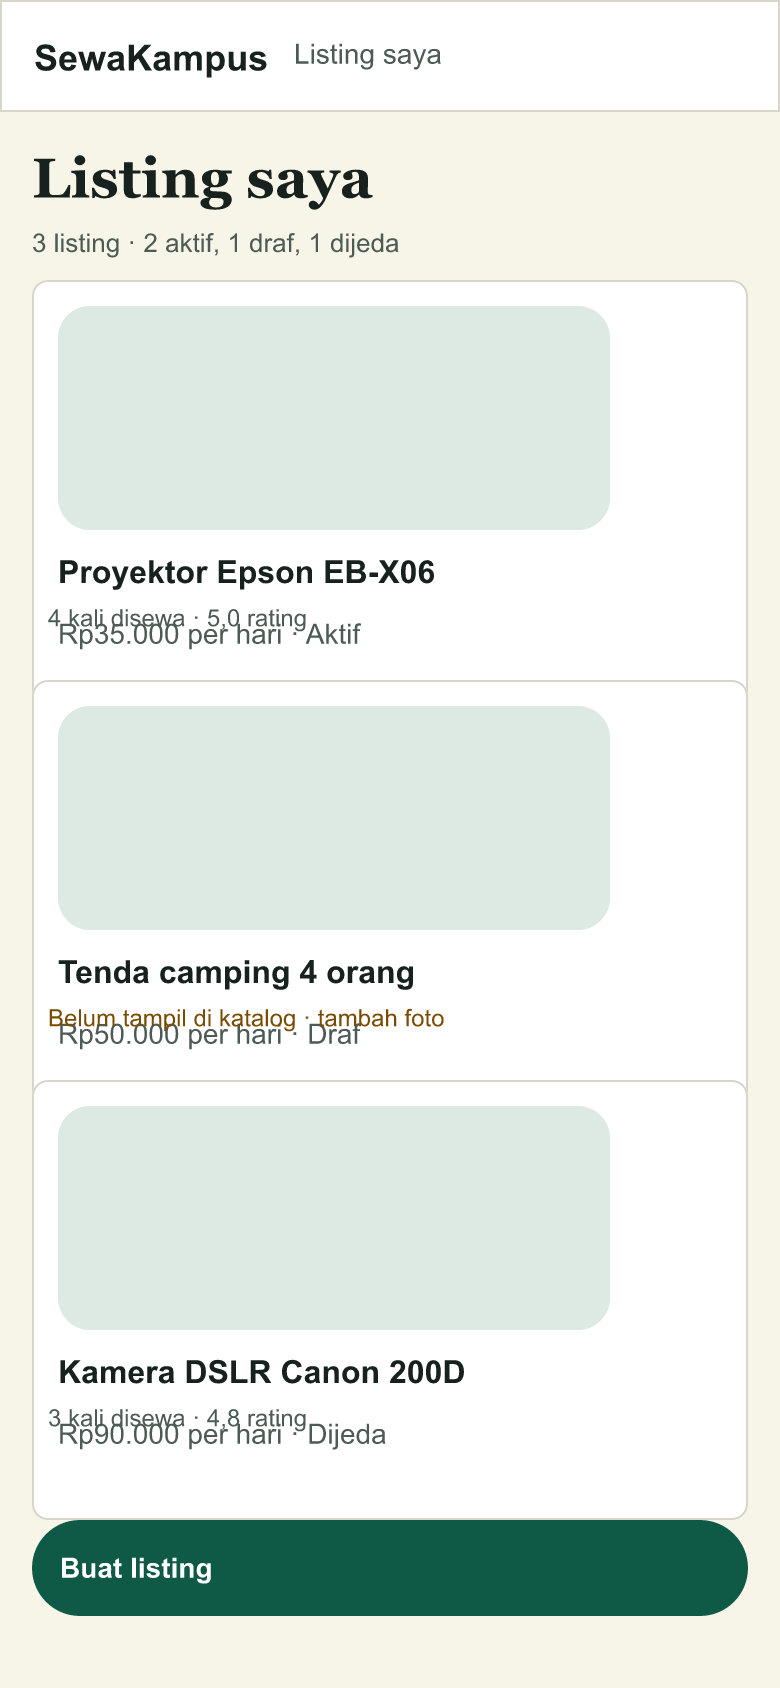 SewaKampus Listing saya
Listing saya
3 listing · 2 aktif, 1 draf, 1 dijeda
Proyektor Epson EB-X06
4 kali disewa · 5,0 rating
Rp35.000 per hari · Aktif
Tenda camping 4 orang
Belum tampil di katalog · tambah foto
Rp50.000 per hari · Draf
Kamera DSLR Canon 200D
3 kali disewa · 4,8 rating
Rp90.000 per hari · Dijeda
Buat listing